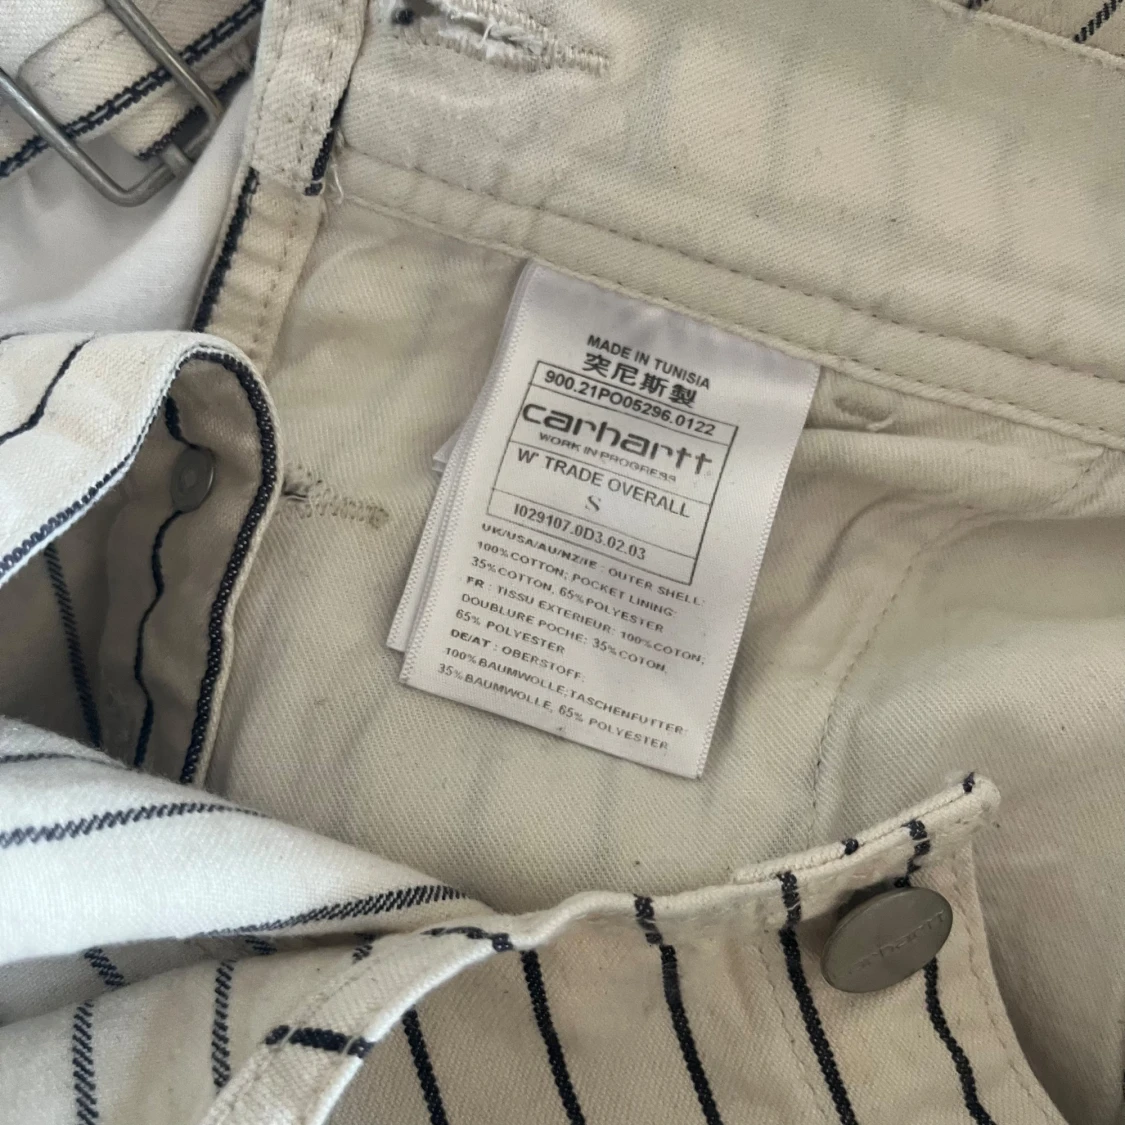 MADE IN TUNISIA
突尼斯製
900.21PO05296.0122
carhartt
WORK IN PROGRESS
W' TRADE OVERALL
S
I029107.0D3.02.03
UK/USA/AU/NZ/IE : OUTER SHELL:
100%COTTON; POCKET LINING:
35%COTTON, 65%POLYESTER
FR : TISSU EXTERIEUR: 100%COTON;
DOUBLURE POCHE: 35%COTON,
65% POLYESTER
DE/AT : OBERSTOFF:
100%BAUMWOLLE;TASCHENFUTTER:
35%BAUMWOLLE, 65% POLYESTER
carhartt